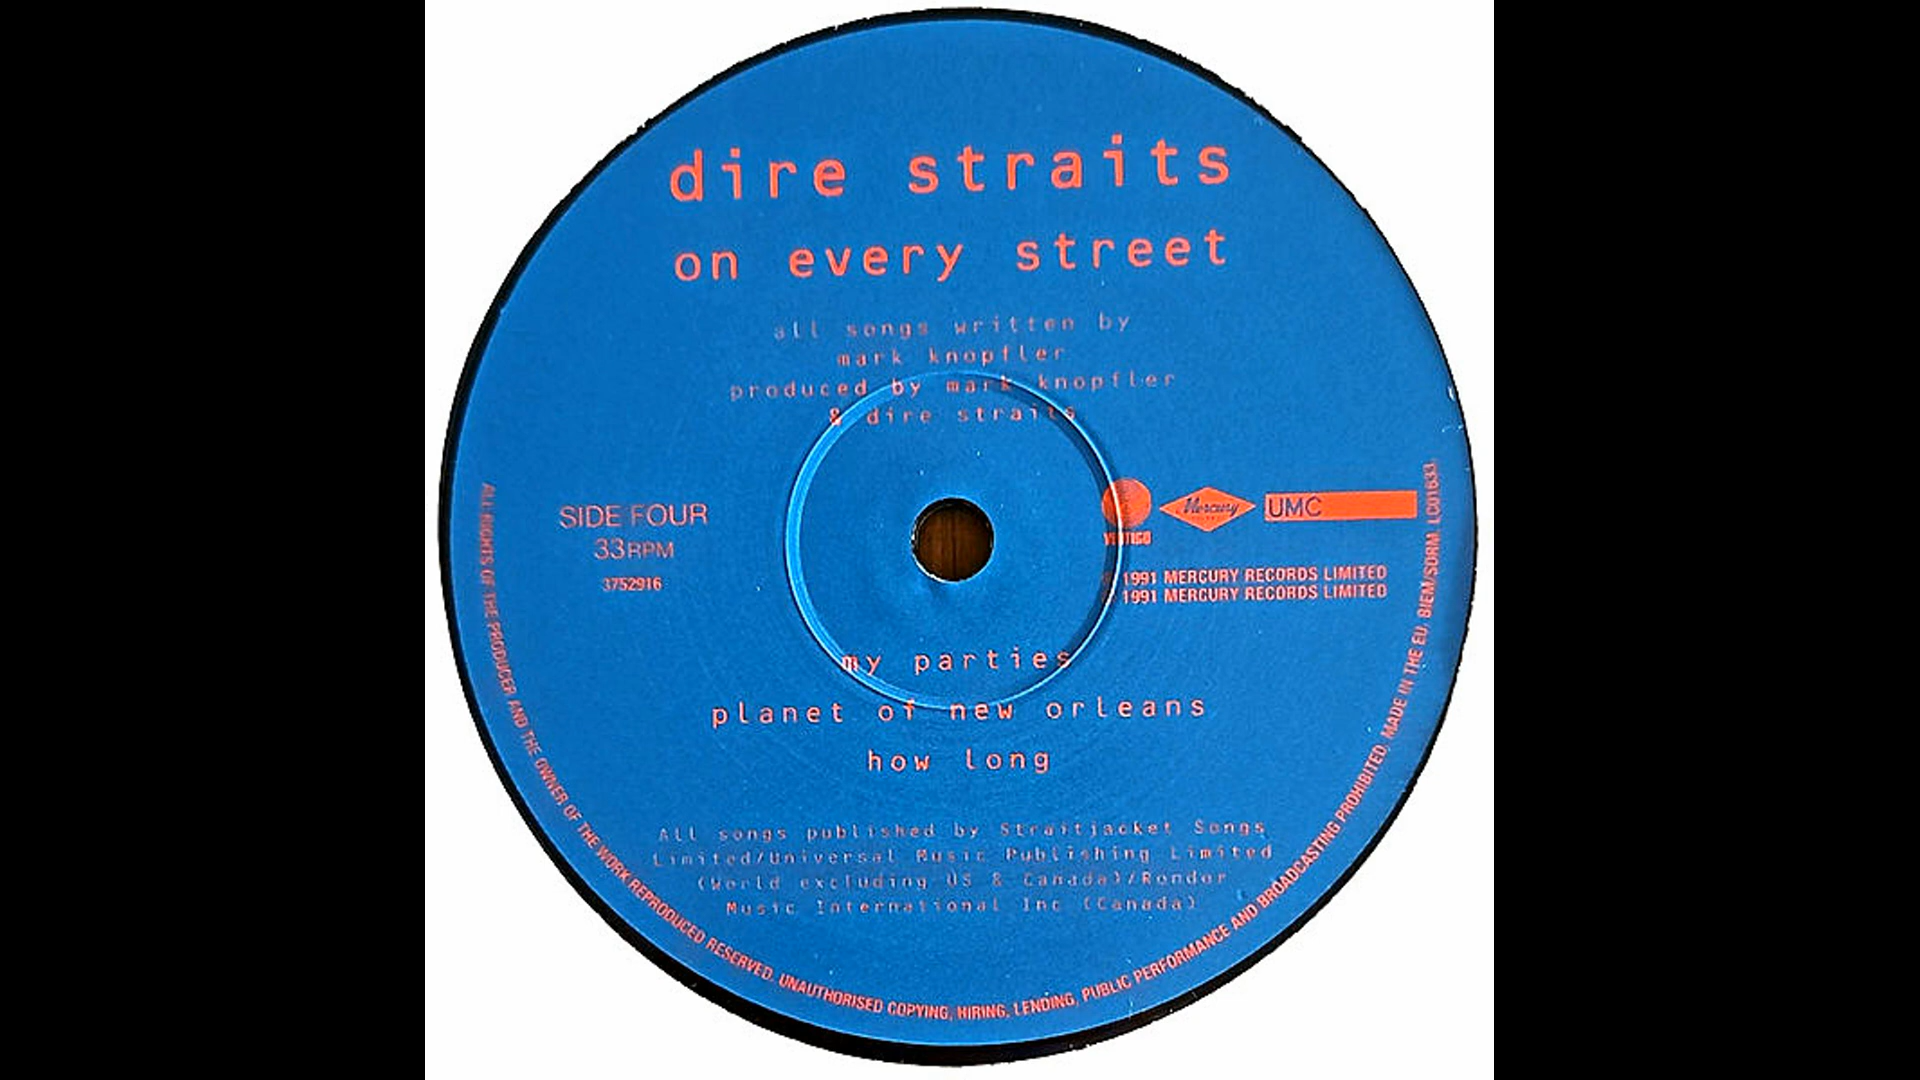 dire straits
on every street
all songs written by
mark knopfler
produced by mark knopfler
& dire straits
SIDE FOUR
33 RPM
3752916
VERTIGO
Mercury
UMC
1991 MERCURY RECORDS LIMITED
1991 MERCURY RECORDS LIMITED
my parties
planet of new orleans
how long
All songs published by Straitjacket Songs
Limited/Universal Music Publishing Limited
(World excluding US & Canada)/Rondor
Music International Inc (Canada)
ALL RIGHTS OF THE PRODUCER AND THE OWNER OF THE WORK REPRODUCED RESERVED. UNAUTHORISED COPYING, HIRING, LENDING, PUBLIC PERFORMANCE AND BROADCASTING PROHIBITED. MADE IN THE EU. BIEM/SDRM. LC01633.